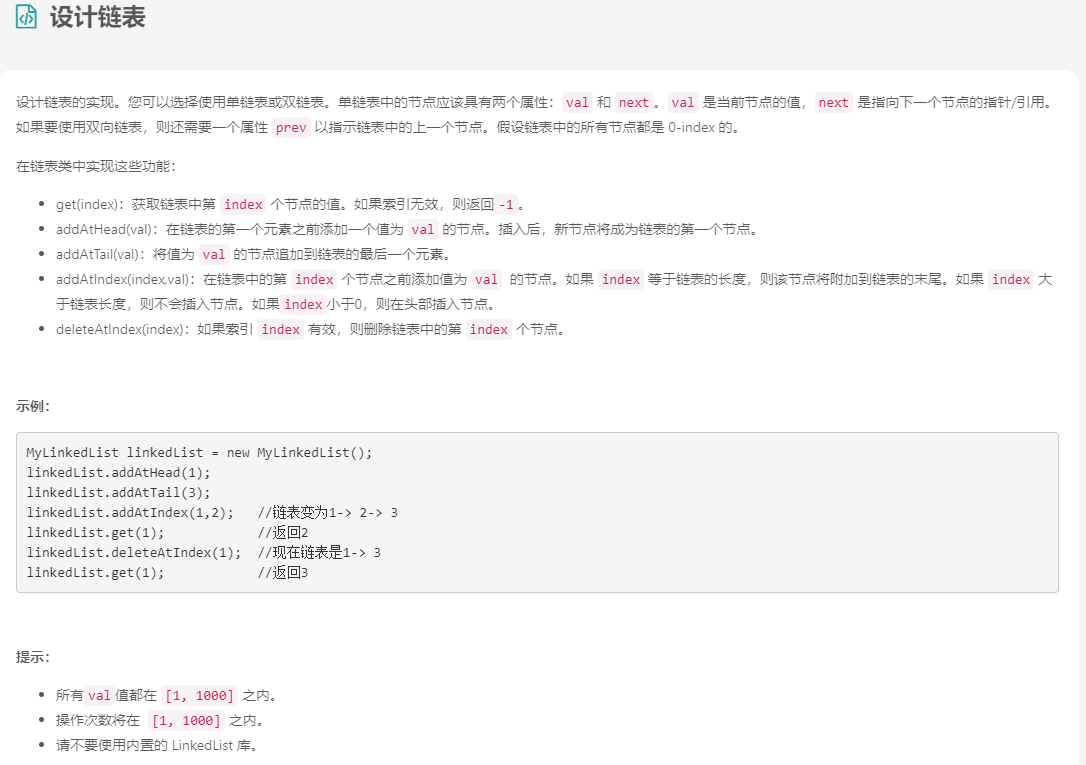 设计链表
设计链表的实现。您可以选择使用单链表或双链表。单链表中的节点应该具有两个属性：val 和 next。val 是当前节点的值，next 是指向下一个节点的指针/引用。
如果要使用双向链表，则还需要一个属性 prev 以指示链表中的上一个节点。假设链表中的所有节点都是 0-index 的。
在链表类中实现这些功能：
• get(index)：获取链表中第 index 个节点的值。如果索引无效，则返回-1。
• addAtHead(val)：在链表的第一个元素之前添加一个值为 val 的节点。插入后，新节点将成为链表的第一个节点。
• addAtTail(val)：将值为 val 的节点追加到链表的最后一个元素。
• addAtIndex(index,val)：在链表中的第 index 个节点之前添加值为 val 的节点。如果 index 等于链表的长度，则该节点将附加到链表的末尾。如果 index 大
于链表长度，则不会插入节点。如果index小于0，则在头部插入节点。
• deleteAtIndex(index)：如果索引 index 有效，则删除链表中的第 index 个节点。
示例：
MyLinkedList linkedList = new MyLinkedList();
linkedList.addAtHead(1);
linkedList.addAtTail(3);
linkedList.addAtIndex(1,2);   //链表变为1-> 2-> 3
linkedList.get(1);            //返回2
linkedList.deleteAtIndex(1);  //现在链表是1-> 3
linkedList.get(1);            //返回3
提示：
• 所有val值都在 [1, 1000] 之内。
• 操作次数将在 [1, 1000] 之内。
• 请不要使用内置的 LinkedList 库。